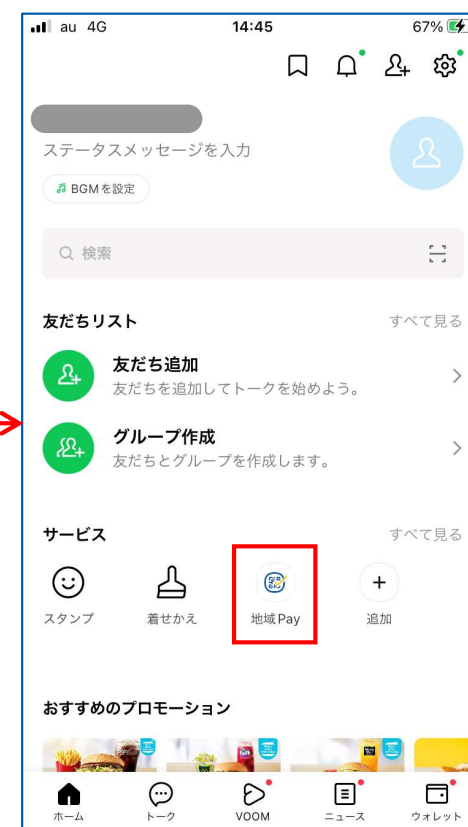 au 4G 14:45 67%
ステータスメッセージを入力
BGMを設定
検索
友だちリスト すべて見る
友だち追加
友だちを追加してトークを始めよう。
グループ作成
友だちとグループを作成します。
サービス すべて見る
スタンプ 着せかえ 地域Pay 追加
おすすめのプロモーション
ホーム トーク VOOM ニュース ウォレット